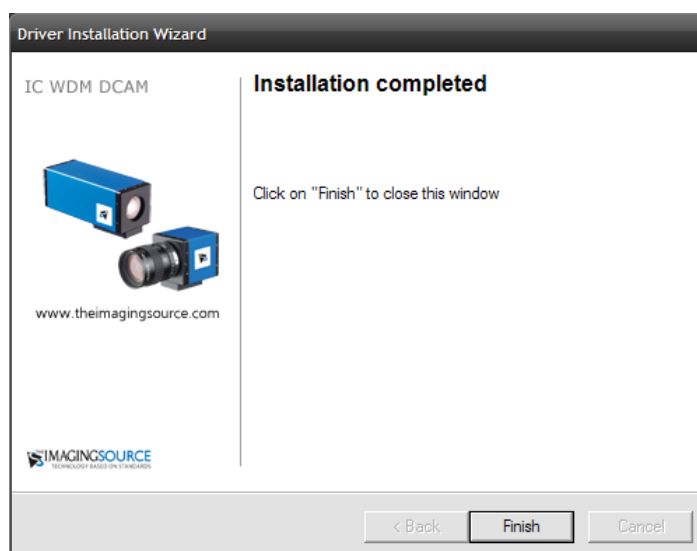 Driver Installation Wizard
IC WDM DCAM
Installation completed
Click on "Finish" to close this window
www.theimagingsource.com
THE IMAGINGSOURCE
TECHNOLOGY BASED ON STANDARDS
< Back
Finish
Cancel